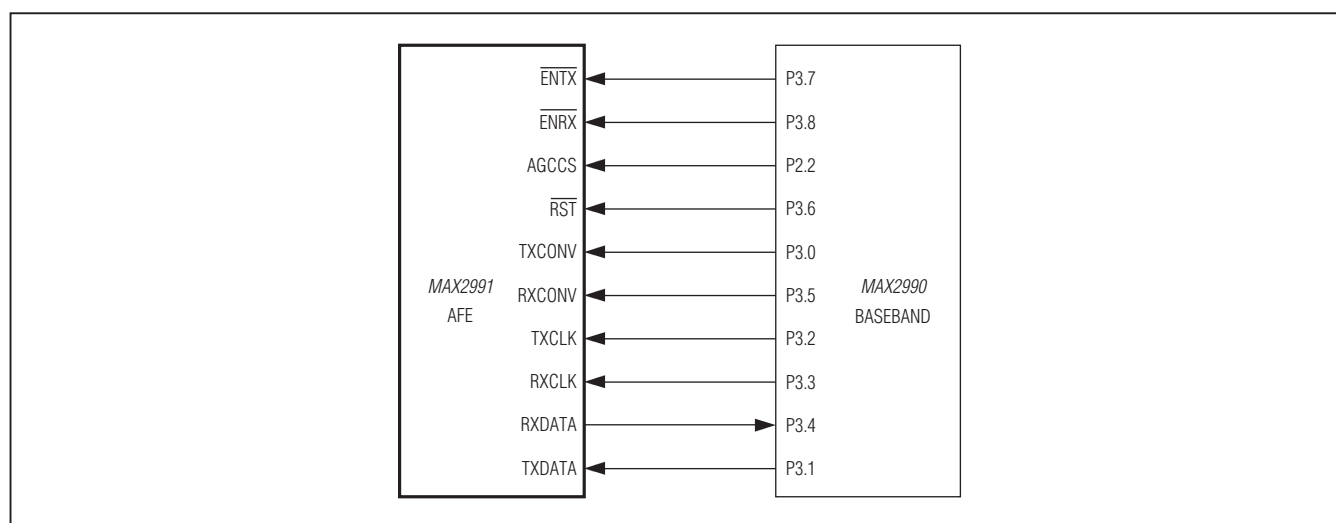 ENTX P3.7
ENRX P3.8
AGCCS P2.2
RST P3.6
TXCONV P3.0
MAX2991 RXCONV P3.5 MAX2990
AFE BASEBAND
TXCLK P3.2
RXCLK P3.3
RXDATA P3.4
TXDATA P3.1